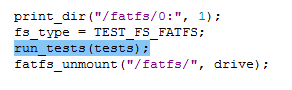 print_dir("/fatfs/0:", 1);
fs_type = TEST_FS_FATFS;
run_tests(tests);
fatfs_unmount("/fatfs/", drive);